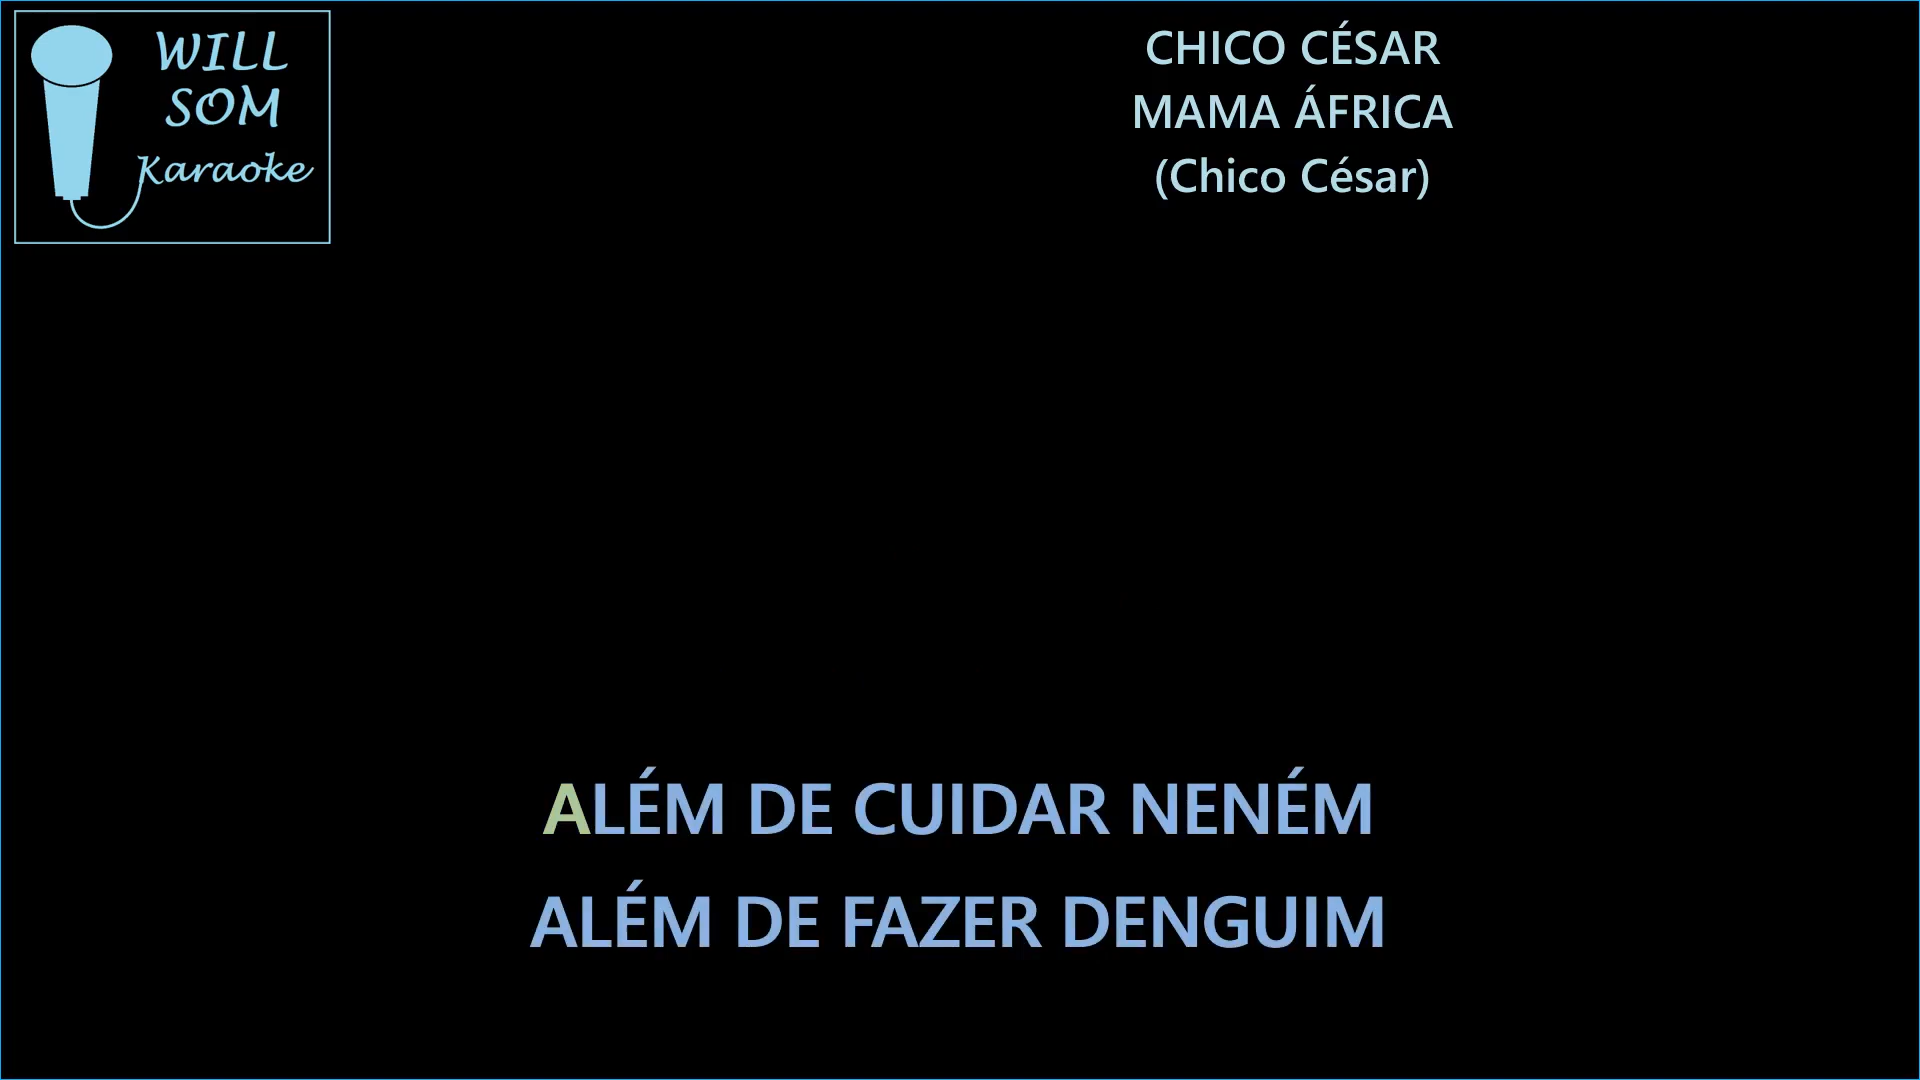 WILL
SOM
Karaoke
CHICO CÉSAR
MAMA ÁFRICA
(Chico César)
ALÉM DE CUIDAR NENÉM
ALÉM DE FAZER DENGUIM